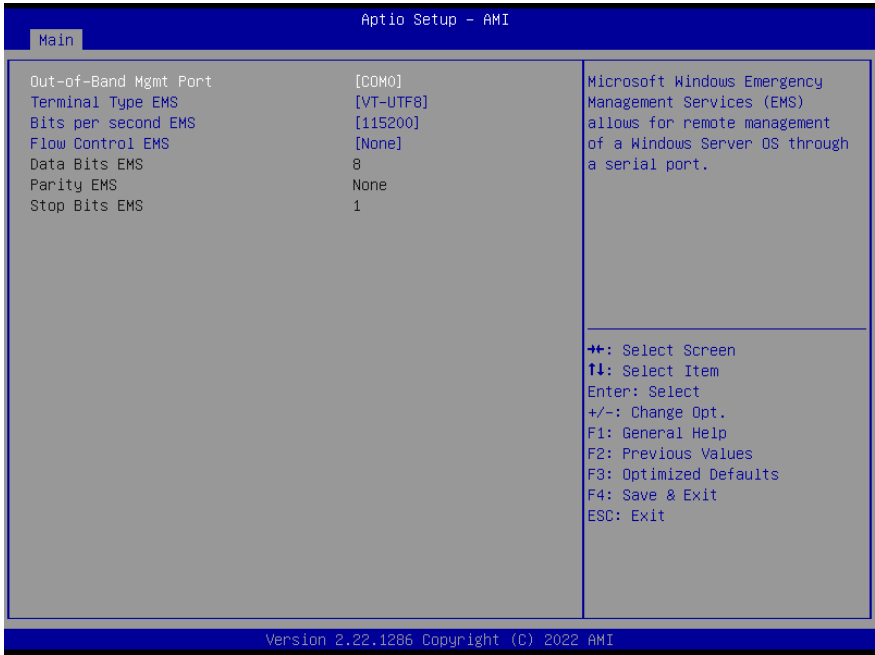 Aptio Setup – AMI
Main
Out-of-Band Mgmt Port [COM0]
Terminal Type EMS [VT-UTF8]
Bits per second EMS [115200]
Flow Control EMS [None]
Data Bits EMS 8
Parity EMS None
Stop Bits EMS 1
Microsoft Windows Emergency
Management Services (EMS)
allows for remote management
of a Windows Server OS through
a serial port.
→←: Select Screen
↑↓: Select Item
Enter: Select
+/-: Change Opt.
F1: General Help
F2: Previous Values
F3: Optimized Defaults
F4: Save & Exit
ESC: Exit
Version 2.22.1286 Copyright (C) 2022 AMI